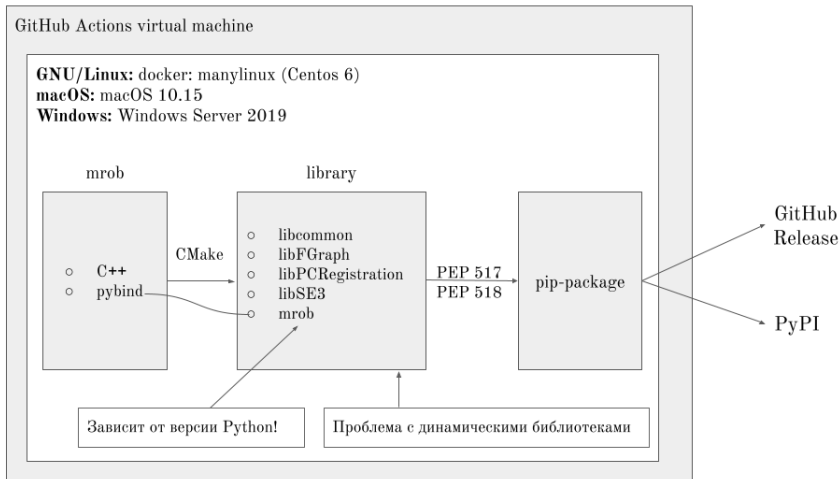 GitHub Actions virtual machine
GNU/Linux: docker: manylinux (Centos 6)
macOS: macOS 10.15
Windows: Windows Server 2019
mrob
C++
pybind
CMake
library
libcommon
libFGraph
libPCRegistration
libSE3
mrob
PEP 517
PEP 518
pip-package
GitHub
Release
PyPI
Зависит от версии Python!
Проблема с динамическими библиотеками